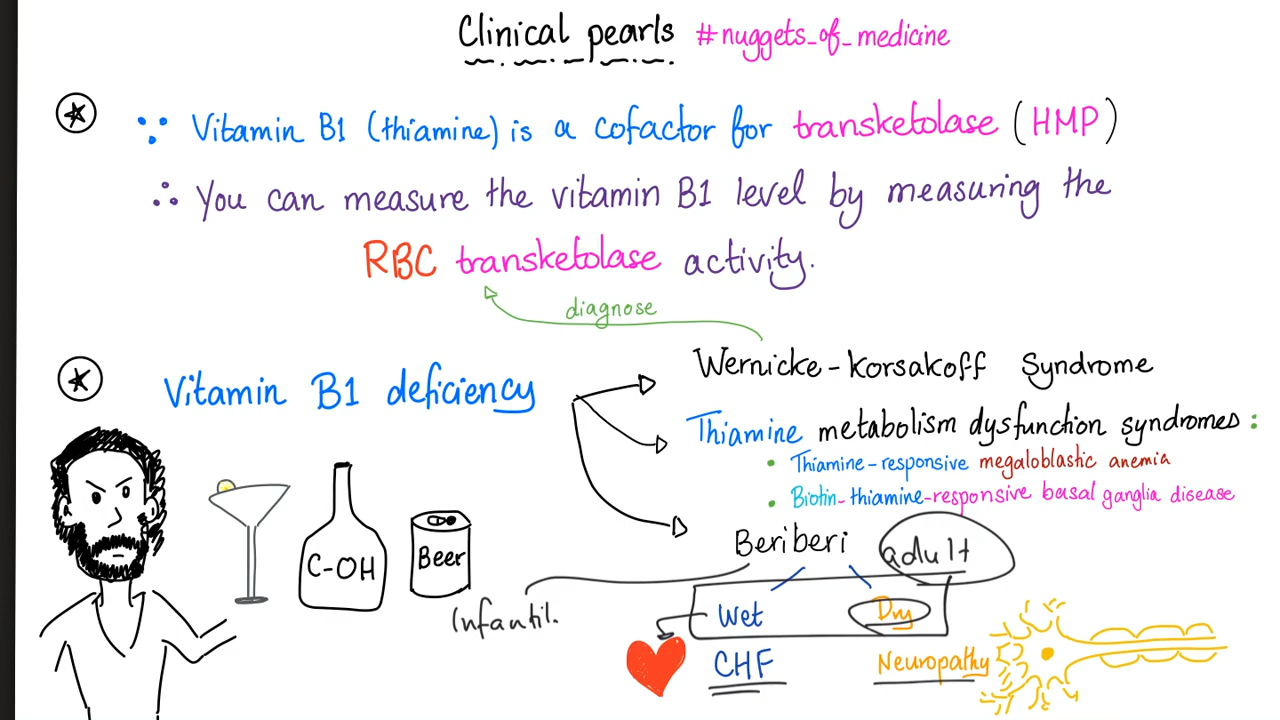 Clinical pearls #nuggets_of_medicine
∵ Vitamin B1 (thiamine) is a cofactor for transketolase (HMP)
∴ You can measure the vitamin B1 level by measuring the
RBC transketolase activity.
diagnose
Wernicke-Korsakoff Syndrome
Vitamin B1 deficiency
Thiamine metabolism dysfunction syndromes:
• Thiamine-responsive megaloblastic anemia
• Biotin-thiamine-responsive basal ganglia disease
Beriberi adult
C-OH
Beer
Infantil.
Wet Dry
CHF Neuropathy